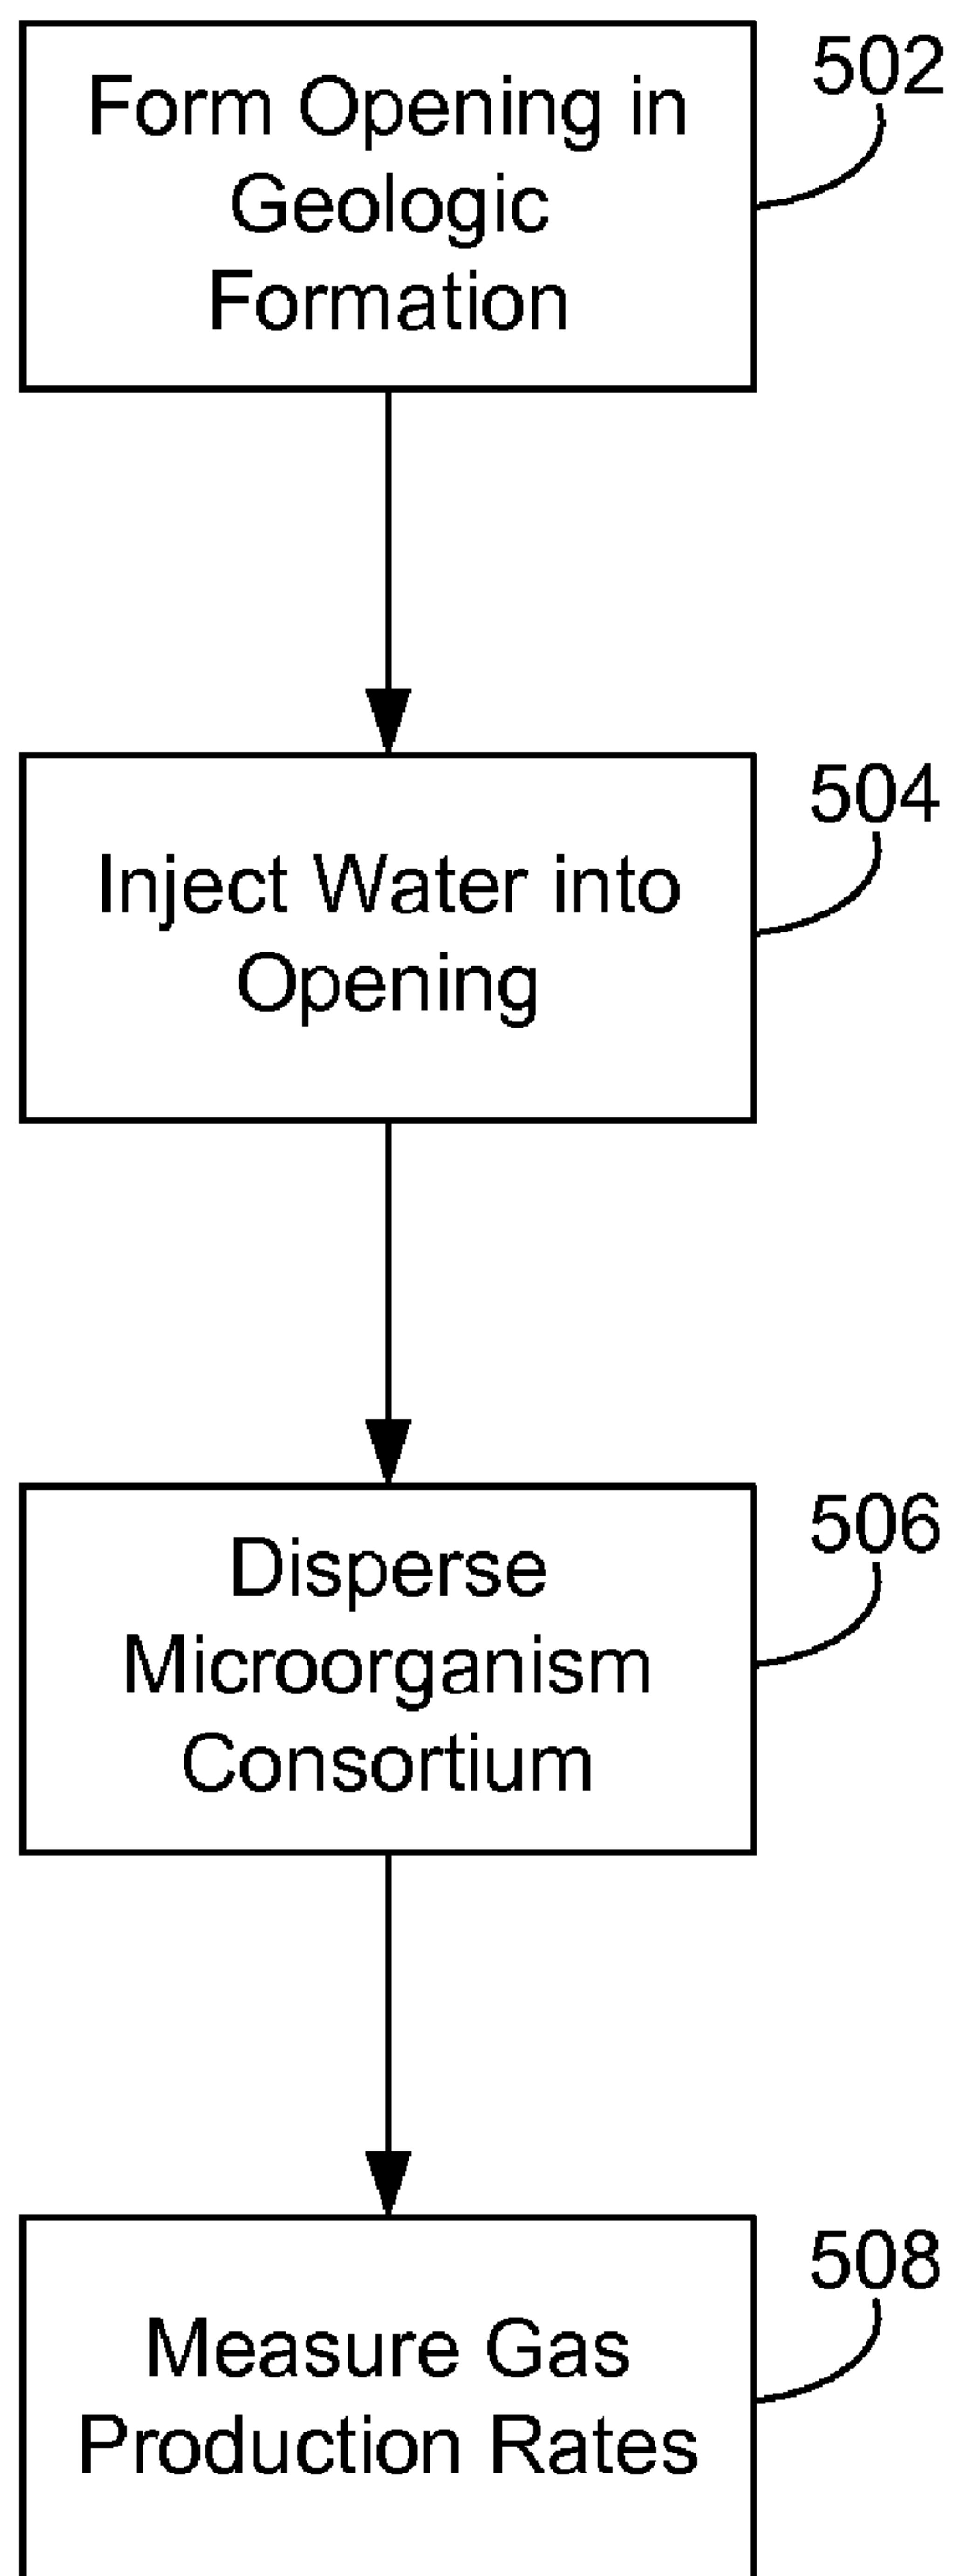 Form Opening in
Geologic
Formation
502
Inject Water into
Opening
504
Disperse
Microorganism
Consortium
506
Measure Gas
Production Rates
508